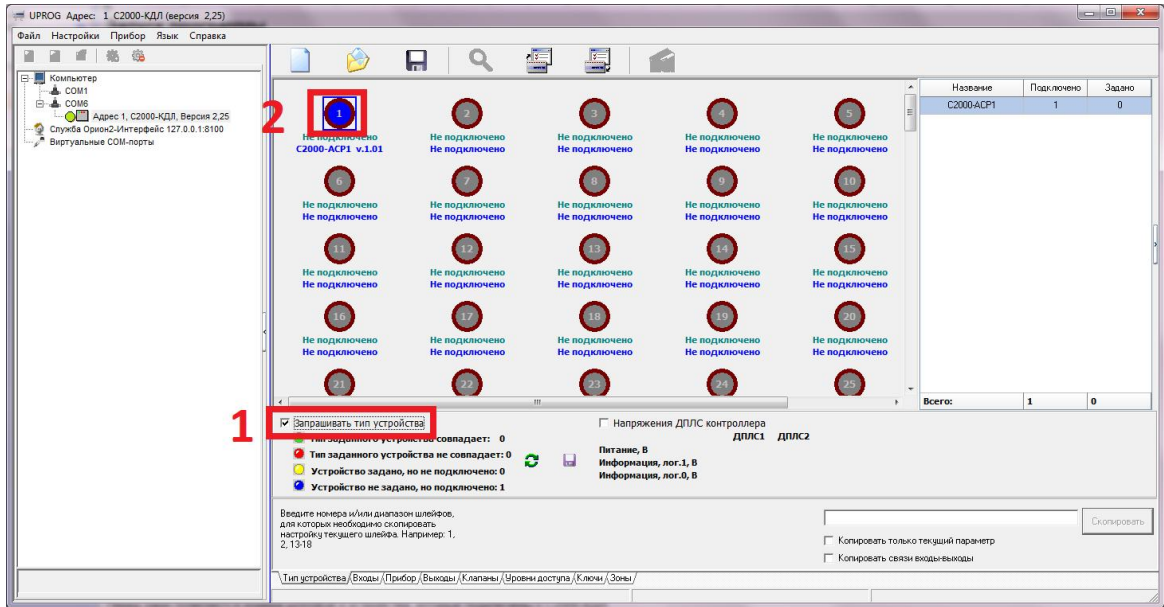 UPROG Адрес: 1 С2000-КДЛ (версия 2,25)
Файл Настройки Прибор Язык Справка
Компьютер
COM1
COM6
Адрес 1, С2000-КДЛ, Версия 2,25
Служба Орион2-Интерфейс 127.0.0.1:8100
Виртуальные COM-порты
2
1 2 3 4 5
Не подключено Не подключено Не подключено Не подключено Не подключено
С2000-АСР1 v.1.01 Не подключено Не подключено Не подключено Не подключено
6 7 8 9 10
Не подключено Не подключено Не подключено Не подключено Не подключено
Не подключено Не подключено Не подключено Не подключено Не подключено
11 12 13 14 15
Не подключено Не подключено Не подключено Не подключено Не подключено
Не подключено Не подключено Не подключено Не подключено Не подключено
16 17 18 19 20
Не подключено Не подключено Не подключено Не подключено Не подключено
Не подключено Не подключено Не подключено Не подключено Не подключено
21 22 23 24 25
Название Подключено Задано
С2000-АСР1 1 0
Всего: 1 0
1
Запрашивать тип устройства
Тип заданного устройства совпадает: 0
Тип заданного устройства не совпадает: 0
Устройство задано, но не подключено: 0
Устройство не задано, но подключено: 1
Напряжения ДПЛС контроллера
ДПЛС1 ДПЛС2
Питание, В
Информация, лог.1, В
Информация, лог.0, В
Введите номера и/или диапазон шлейфов,
для которых необходимо скопировать
настройку текущего шлейфа. Например: 1,
2, 13-18
Скопировать
Копировать только текущий параметр
Копировать связи входы-выходы
Тип устройства Входы Прибор Выходы Клапаны Уровни доступа Ключи Зоны